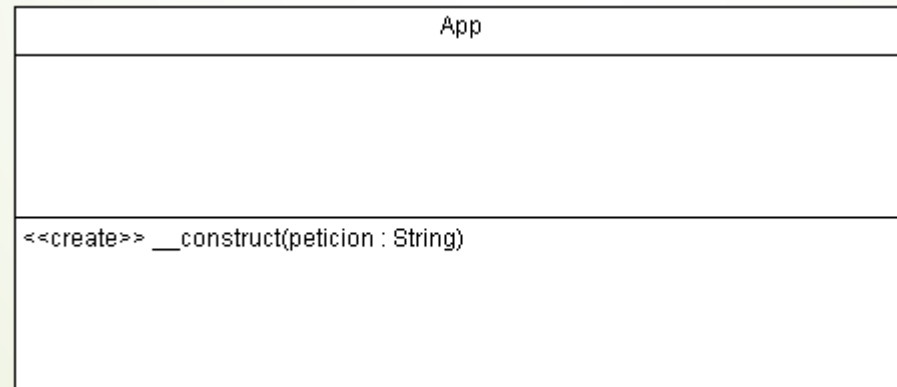 App
<<create>> __construct(peticion : String)